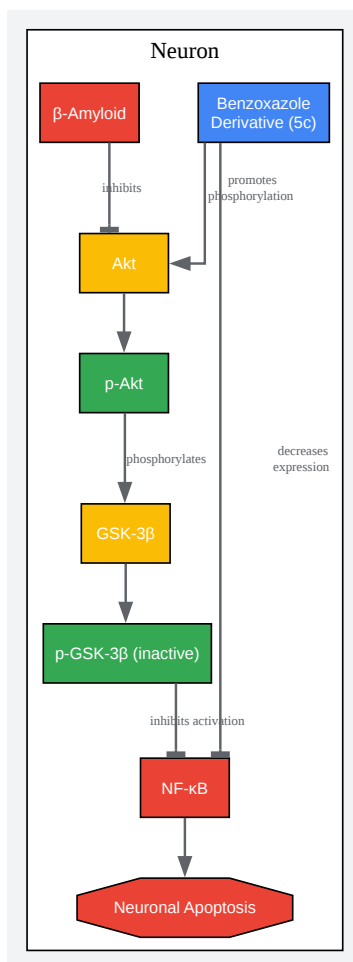 Neuron
β-Amyloid
Benzoxazole
Derivative (5c)
inhibits
promotes
phosphorylation
Akt
p-Akt
phosphorylates
decreases
expression
GSK-3β
p-GSK-3β (inactive)
inhibits activation
NF-κB
Neuronal Apoptosis